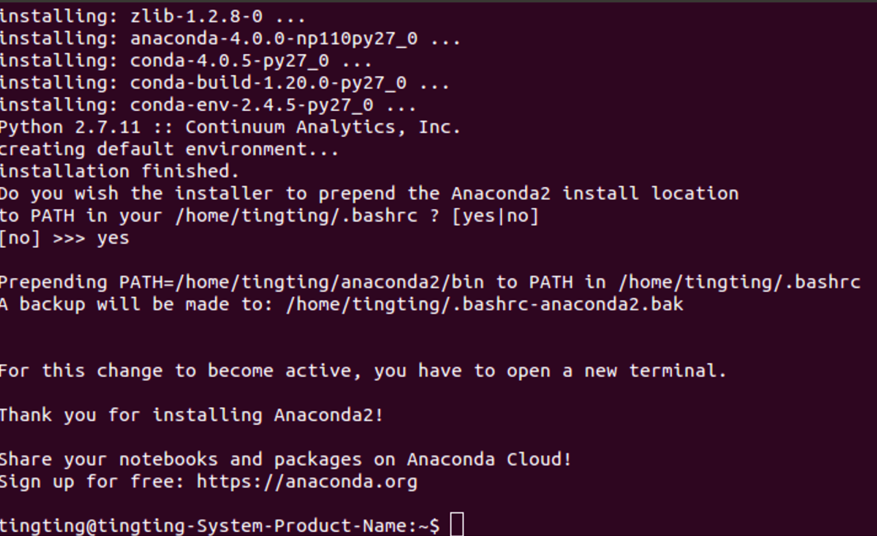 installing: zlib-1.2.8-0 ...
installing: anaconda-4.0.0-np110py27_0 ...
installing: conda-4.0.5-py27_0 ...
installing: conda-build-1.20.0-py27_0 ...
installing: conda-env-2.4.5-py27_0 ...
Python 2.7.11 :: Continuum Analytics, Inc.
creating default environment...
installation finished.
Do you wish the installer to prepend the Anaconda2 install location
to PATH in your /home/tingting/.bashrc ? [yes|no]
[no] >>> yes
Prepending PATH=/home/tingting/anaconda2/bin to PATH in /home/tingting/.bashrc
A backup will be made to: /home/tingting/.bashrc-anaconda2.bak
For this change to become active, you have to open a new terminal.
Thank you for installing Anaconda2!
Share your notebooks and packages on Anaconda Cloud!
Sign up for free: https://anaconda.org
tingting@tingting-System-Product-Name:~$